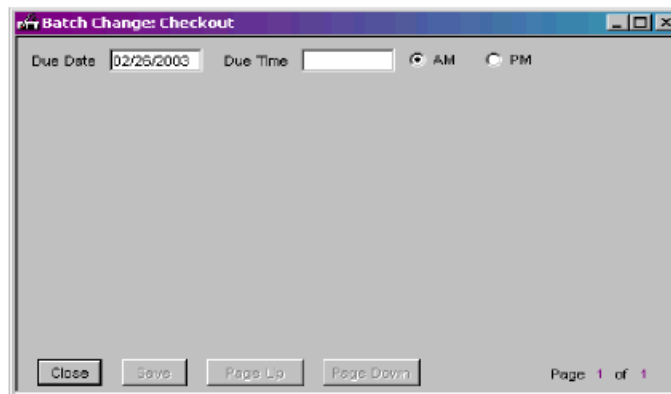 Batch Change: Checkout
Due Date 02/26/2003 Due Time AM PM
Close Save Page Up Page Down Page 1 of 1